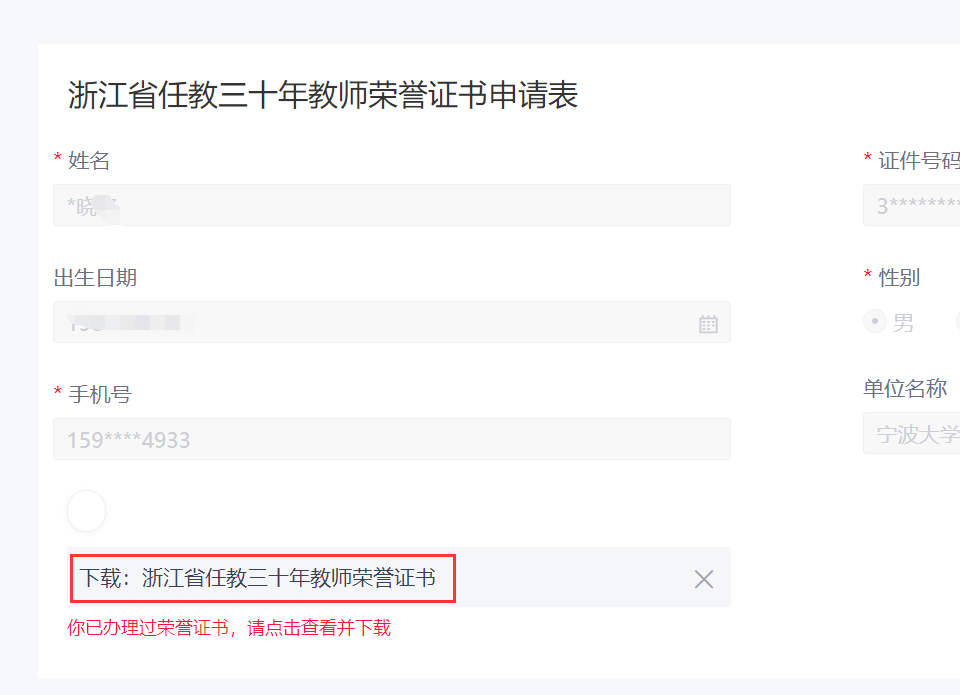 浙江省任教三十年教师荣誉证书申请表
* 姓名
* 证件号码
*晓
3********
出生日期
* 性别
男
* 手机号
单位名称
159****4933
宁波大学
下载：浙江省任教三十年教师荣誉证书
你已办理过荣誉证书，请点击查看并下载